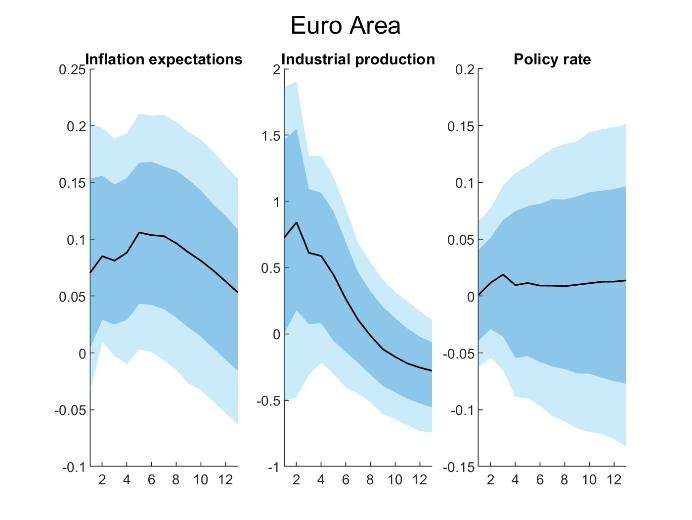 Euro Area
Inflation expectations Industrial production Policy rate
0.25 2 0.2
0.2 1.5 0.15
0.15 1 0.1
0.1 0.5 0.05
0.05 0 0
0 -0.5 -0.05
-0.05 -1 -0.1
-0.1 -0.15
2 4 6 8 10 12 2 4 6 8 10 12 2 4 6 8 10 12